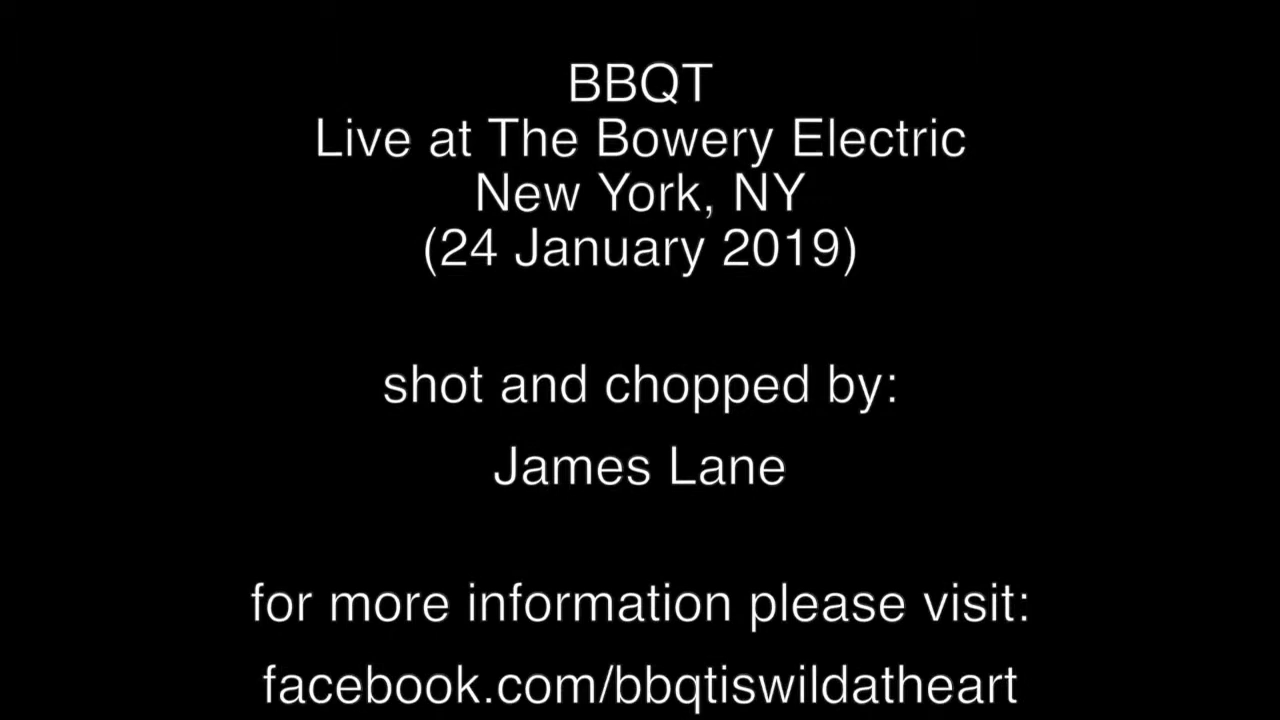 BBQT
Live at The Bowery Electric
New York, NY
(24 January 2019)
shot and chopped by:
James Lane
for more information please visit:
facebook.com/bbqtiswildatheart